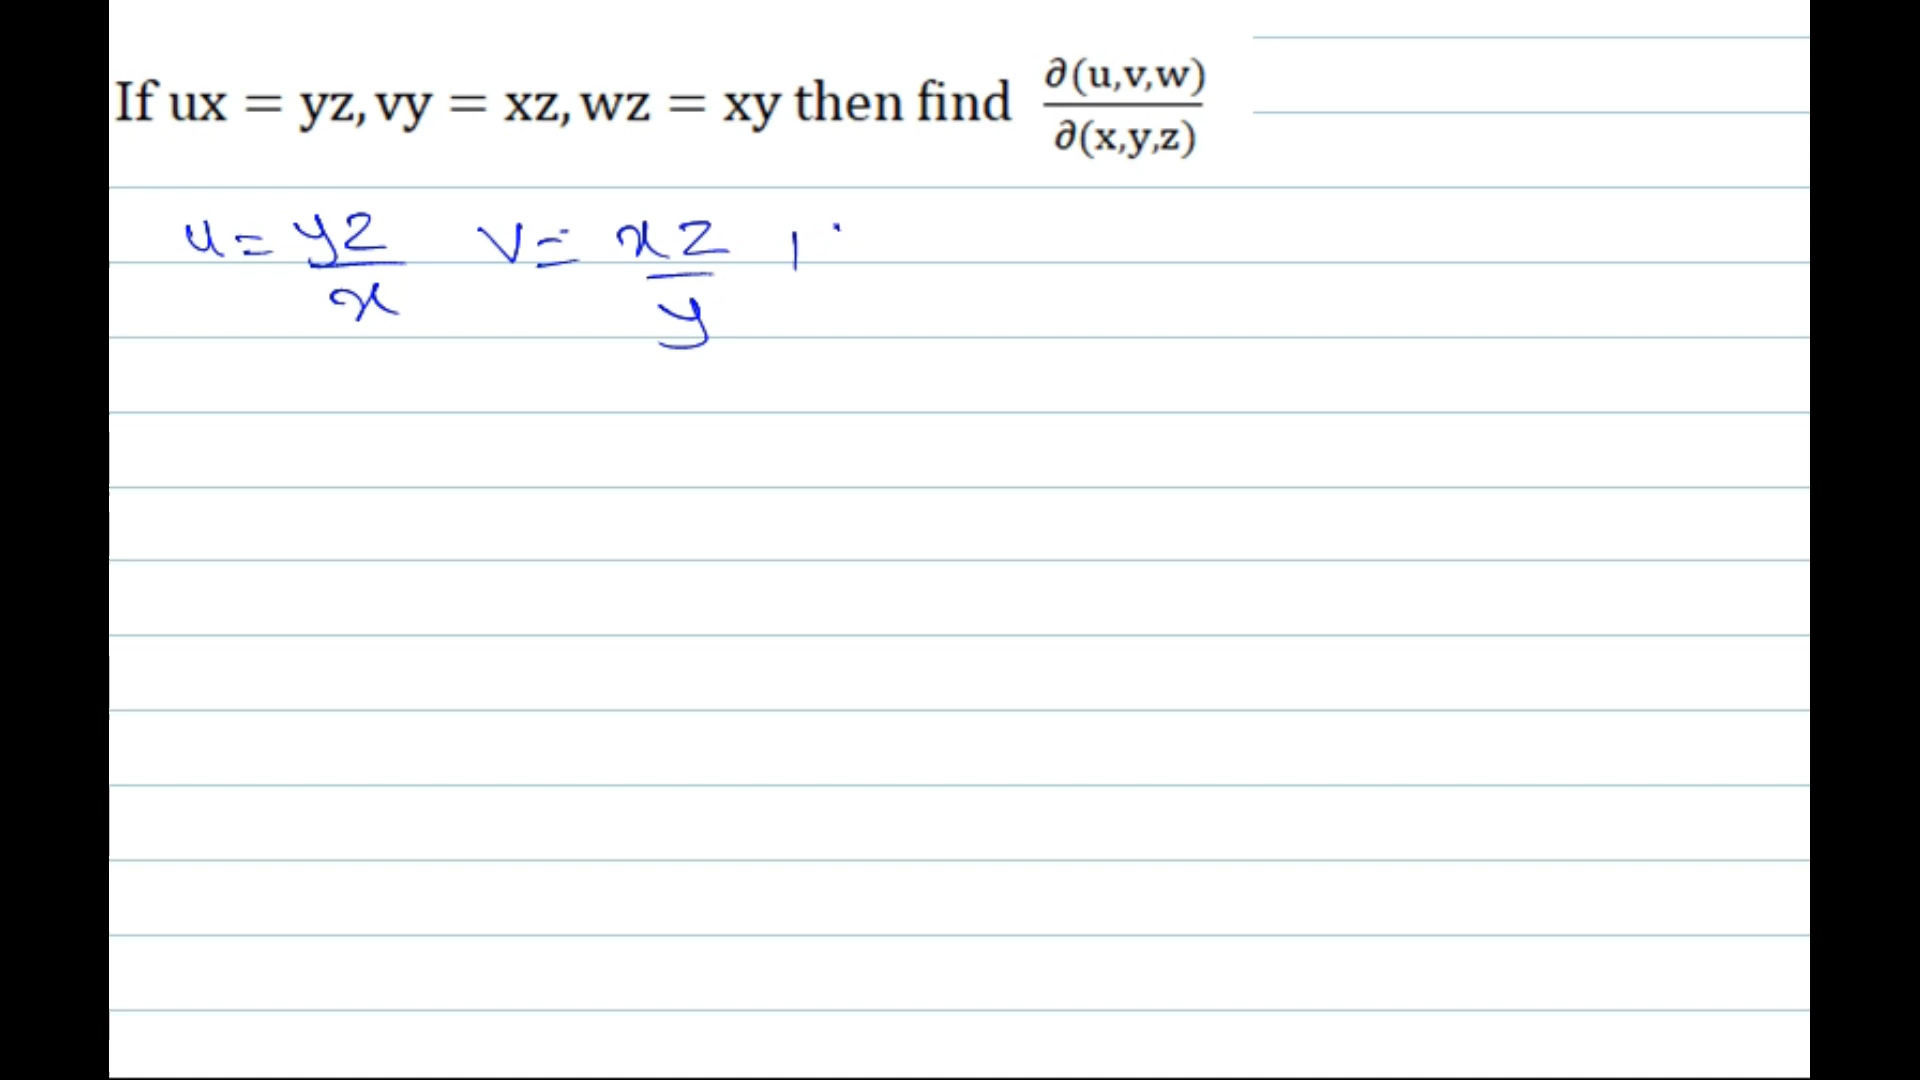 If ux = yz, vy = xz, wz = xy then find ∂(u,v,w)/∂(x,y,z)
u = yz/x v = xz/y ,